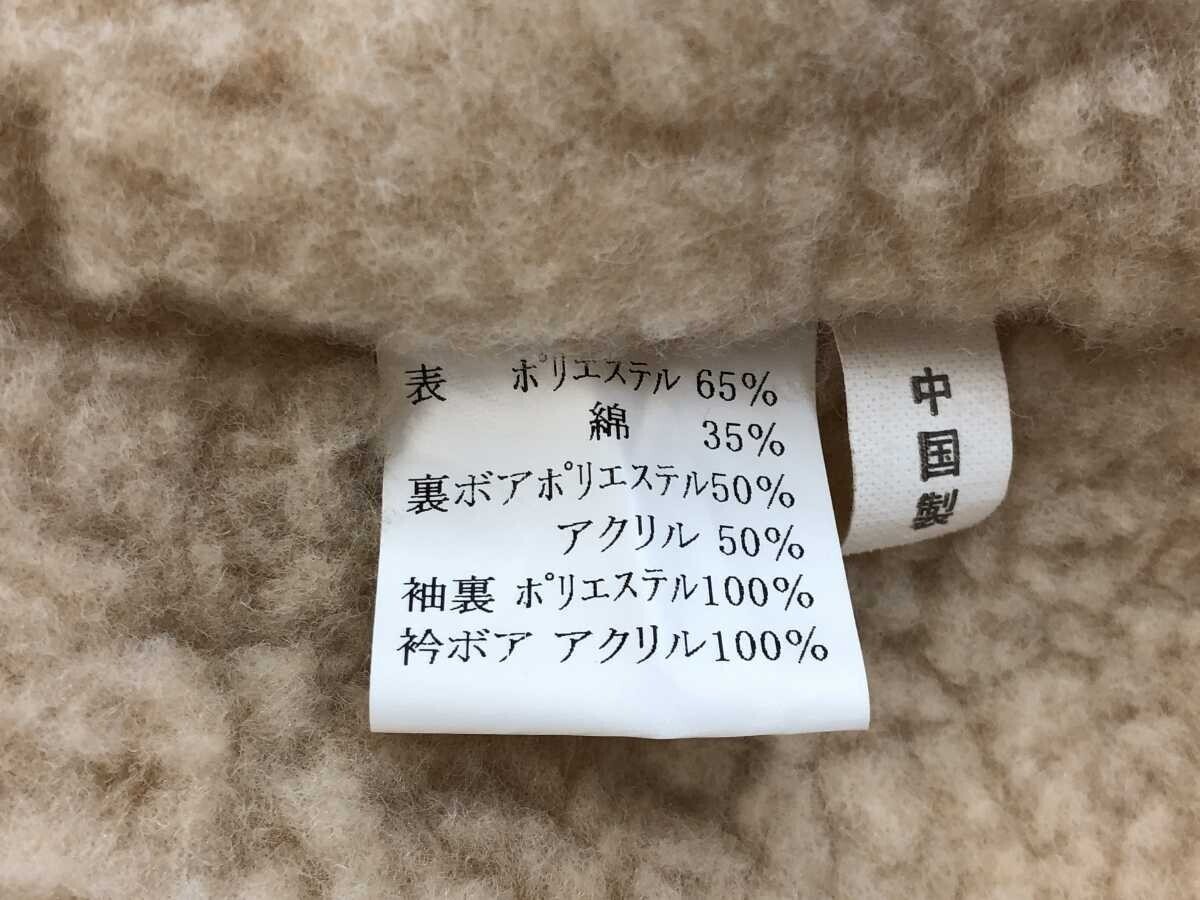 表 ポリエステル 65%
綿 35%
裏ボアポリエステル50%
アクリル 50%
袖裏 ポリエステル100%
衿ボア アクリル100%
中国製